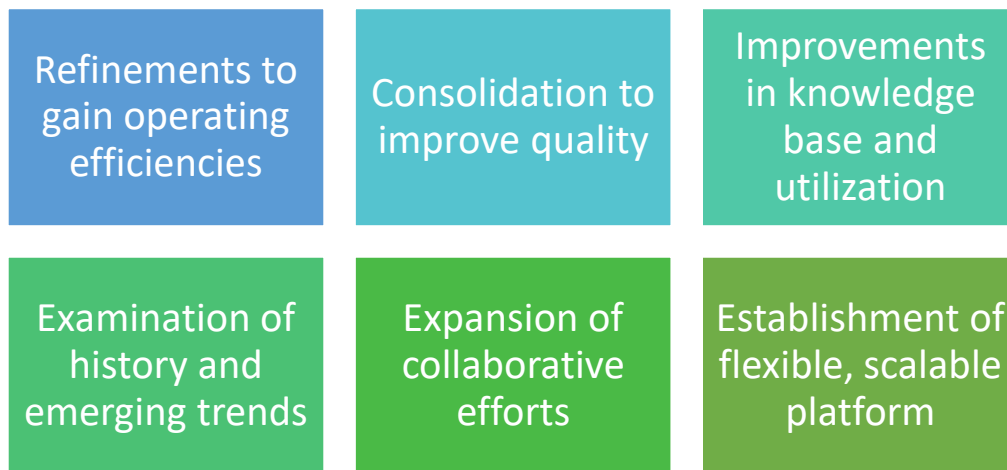 Refinements to
gain operating
efficiencies
Consolidation to
improve quality
Improvements
in knowledge
base and
utilization
Examination of
history and
emerging trends
Expansion of
collaborative
efforts
Establishment of
flexible, scalable
platform